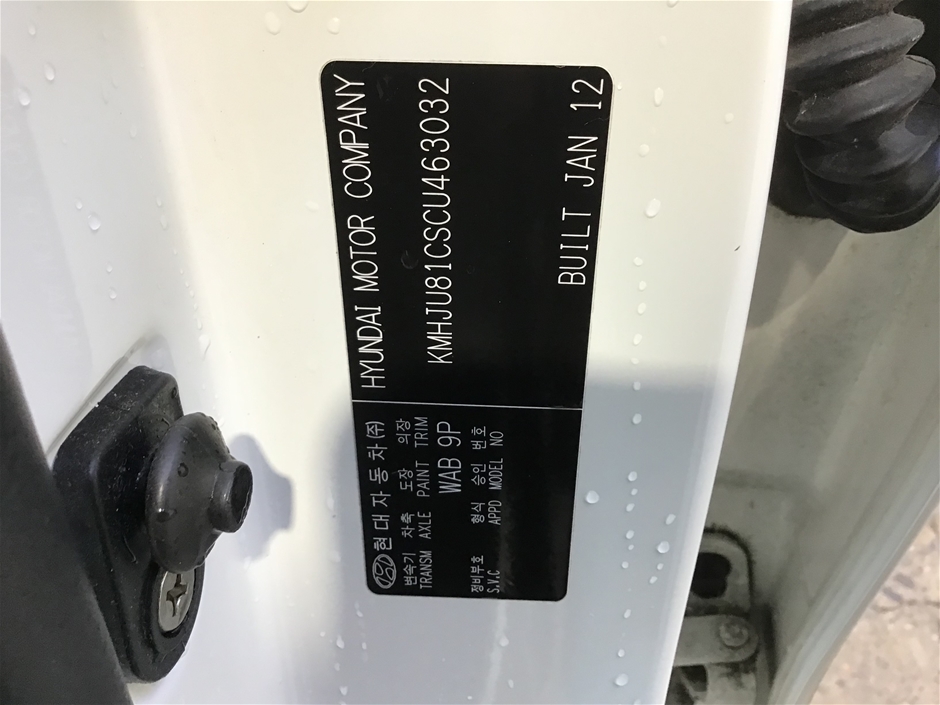 HYUNDAI MOTOR COMPANY
KMHJU81CSCU463032
BUILT JAN 12
현대자동차(주)
변속기 차축 도장 의장
TRANSM AXLE PAINT TRIM
WAB 9P
정비부호 형식 승인 번호
S.V.C APPD MODEL NO